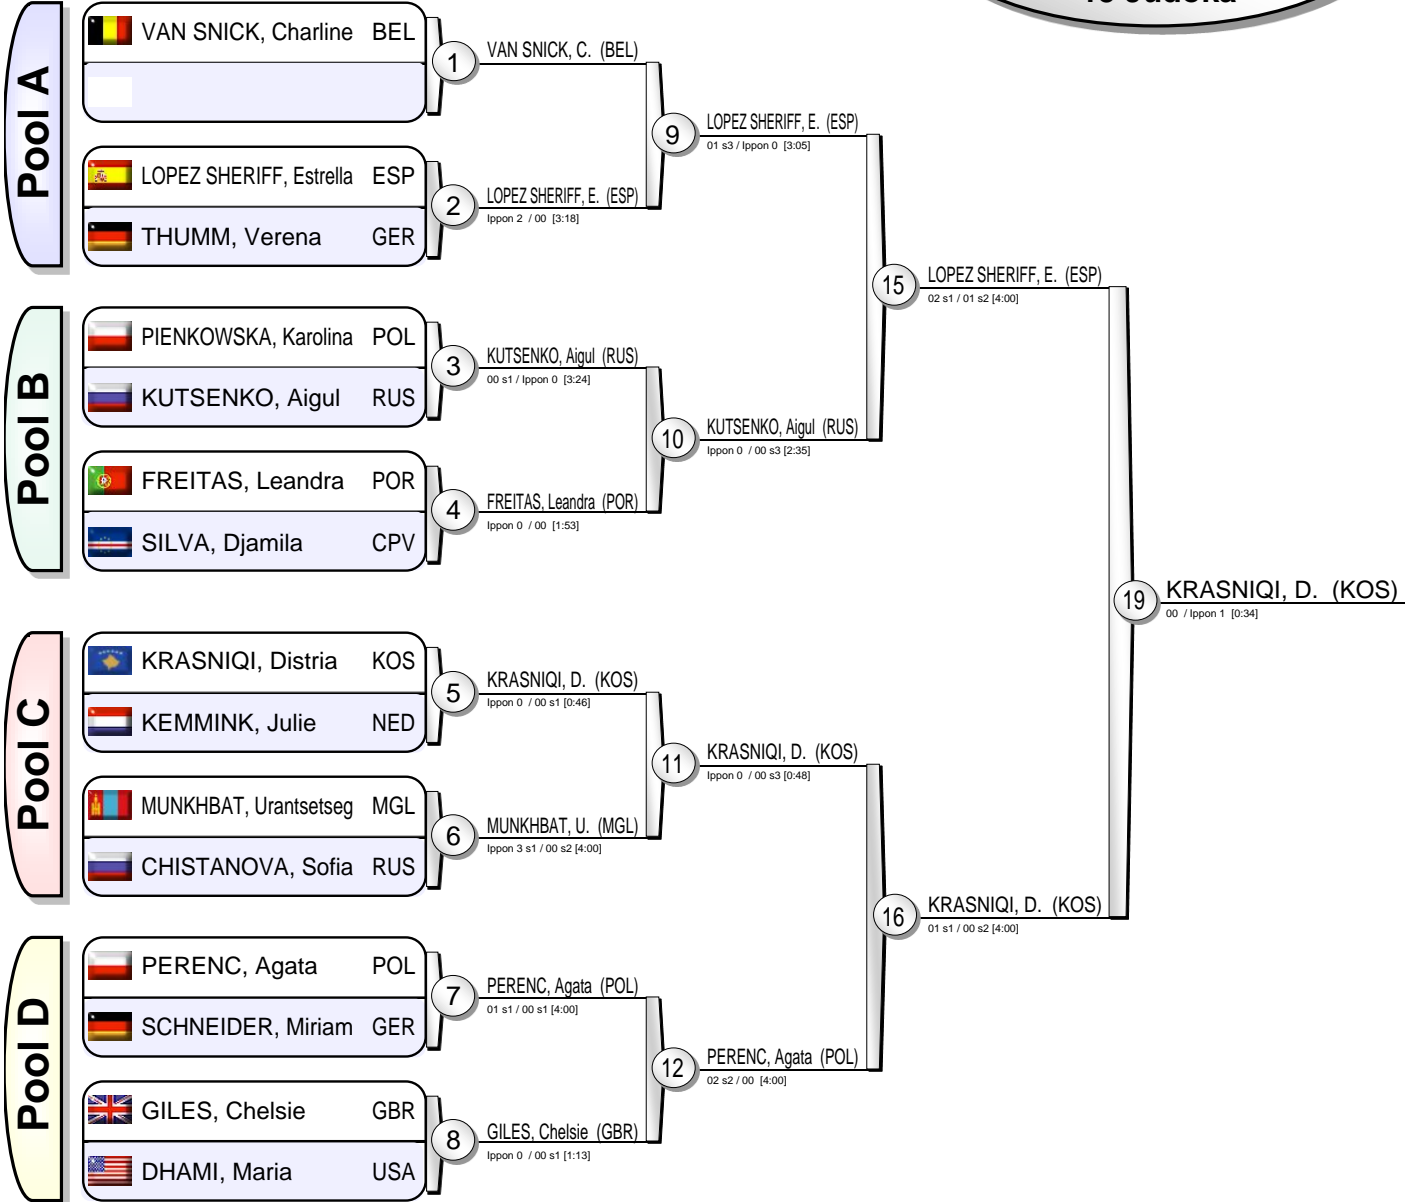 Pool A
VAN SNICK, Charline BEL
LOPEZ SHERIFF, Estrella ESP
THUMM, Verena GER
Pool B
PIENKOWSKA, Karolina POL
KUTSENKO, Aigul RUS
FREITAS, Leandra POR
SILVA, Djamila CPV
Pool C
KRASNIQI, Distria KOS
KEMMINK, Julie NED
MUNKHBAT, Urantsetseg MGL
CHISTANOVA, Sofia RUS
Pool D
PERENC, Agata POL
SCHNEIDER, Miriam GER
GILES, Chelsie GBR
DHAMI, Maria USA
1
VAN SNICK, C. (BEL)
2
LOPEZ SHERIFF, E. (ESP)
Ippon 2 / 00 [3:18]
3
KUTSENKO, Aigul (RUS)
00 s1 / Ippon 0 [3:24]
4
FREITAS, Leandra (POR)
Ippon 0 / 00 [1:53]
5
KRASNIQI, D. (KOS)
Ippon 0 / 00 s1 [0:46]
6
MUNKHBAT, U. (MGL)
Ippon 3 s1 / 00 s2 [4:00]
7
PERENC, Agata (POL)
01 s1 / 00 s1 [4:00]
8
GILES, Chelsie (GBR)
Ippon 0 / 00 s1 [1:13]
9
LOPEZ SHERIFF, E. (ESP)
01 s3 / Ippon 0 [3:05]
10
KUTSENKO, Aigul (RUS)
Ippon 0 / 00 s3 [2:35]
11
KRASNIQI, D. (KOS)
Ippon 0 / 00 s3 [0:48]
12
PERENC, Agata (POL)
02 s2 / 00 [4:00]
15
LOPEZ SHERIFF, E. (ESP)
02 s1 / 01 s2 [4:00]
16
KRASNIQI, D. (KOS)
01 s1 / 00 s2 [4:00]
19
KRASNIQI, D. (KOS)
00 / Ippon 1 [0:34]